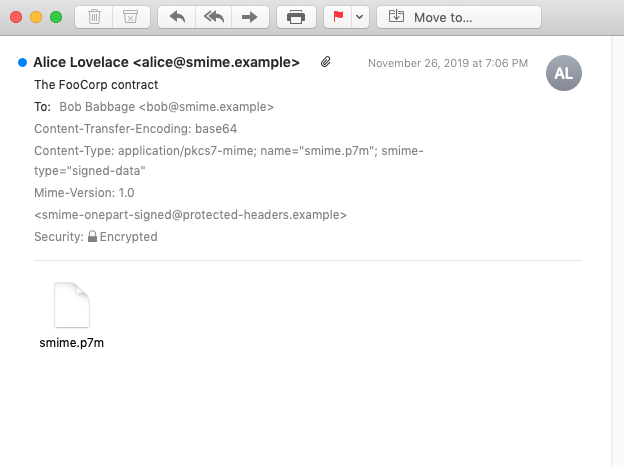 Move to...
Alice Lovelace <alice@smime.example>
November 26, 2019 at 7:06 PM
AL
The FooCorp contract
To: Bob Babbage <bob@smime.example>
Content-Transfer-Encoding: base64
Content-Type: application/pkcs7-mime; name="smime.p7m"; smime-
type="signed-data"
Mime-Version: 1.0
<smime-onepart-signed@protected-headers.example>
Security: Encrypted
smime.p7m